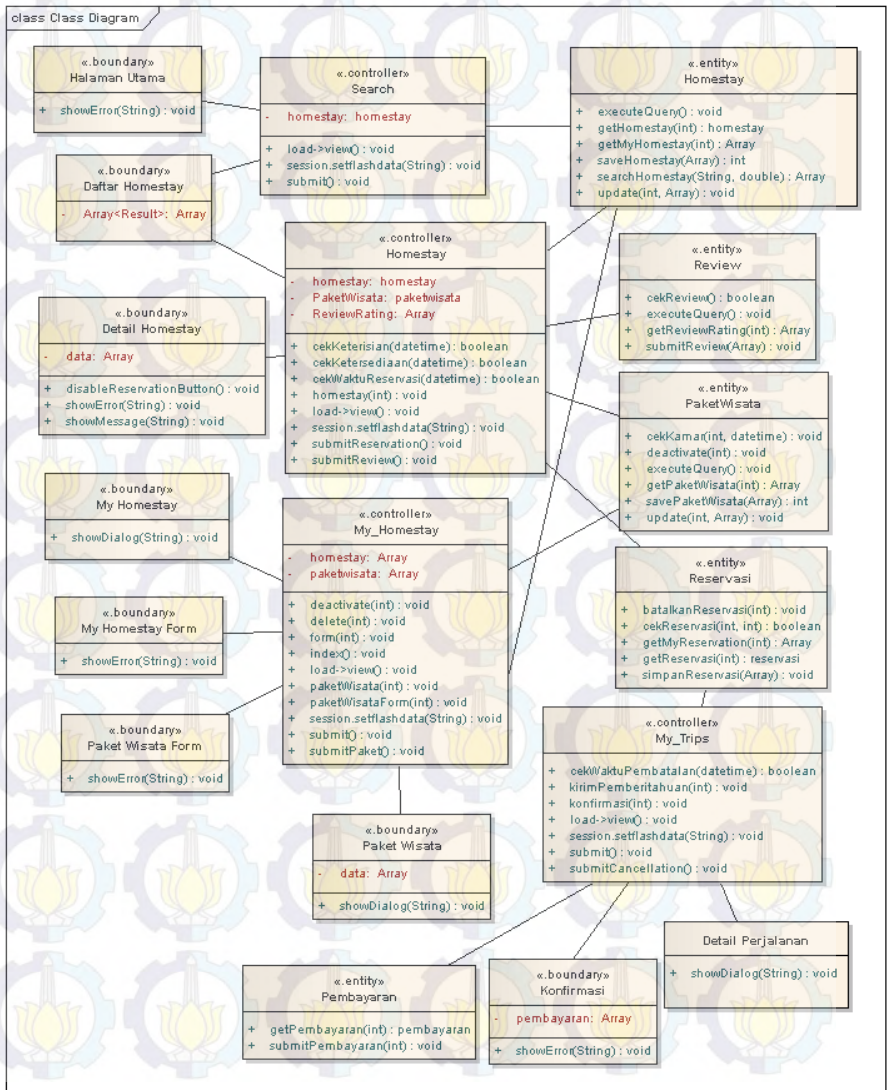 class Class Diagram
«.boundary»
Halaman Utama
+ showError(String) : void
«.controller»
Search
- homestay: homestay
+ load->view() : void
+ session.setflashdata(String) : void
+ submit() : void
«.entity»
Homestay
+ executeQuery() : void
+ getHomestay(int) : homestay
+ getMyHomestay(int) : Array
+ saveHomestay(Array) : int
+ searchHomestay(String, double) : Array
+ update(int, Array) : void
«.boundary»
Daftar Homestay
- Array<Result>: Array
«.controller»
Homestay
- homestay: homestay
- PaketWisata: paketwisata
- ReviewRating: Array
+ cekKeterisian(datetime) : boolean
+ cekKetersediaan(datetime) : boolean
+ cekWaktuReservasi(datetime) : boolean
+ homestay(int) : void
+ load->view() : void
+ session.setflashdata(String) : void
+ submitReservation() : void
+ submitReview() : void
«.entity»
Review
+ cekReview() : boolean
+ executeQuery() : void
+ getReviewRating(int) : Array
+ submitReview(Array) : void
«.boundary»
Detail Homestay
- data: Array
+ disableReservationButton() : void
+ showError(String) : void
+ showMessage(String) : void
«.entity»
PaketWisata
+ cekKamar(int, datetime) : void
+ deactivate(int) : void
+ executeQuery() : void
+ getPaketWisata(int) : Array
+ savePaketWisata(Array) : int
+ update(int, Array) : void
«.boundary»
My Homestay
+ showDialog(String) : void
«.controller»
My_Homestay
- homestay: Array
- paketwisata: Array
+ deactivate(int) : void
+ delete(int) : void
+ form(int) : void
+ index() : void
+ load->view() : void
+ paketWisata(int) : void
+ paketWisataForm(int) : void
+ session.setflashdata(String) : void
+ submit() : void
+ submitPaket() : void
«.entity»
Reservasi
+ batalkanReservasi(int) : void
+ cekReservasi(int, int) : boolean
+ getMyReservation(int) : Array
+ getReservasi(int) : reservasi
+ simpanReservasi(Array) : void
«.boundary»
My Homestay Form
+ showError(String) : void
«.boundary»
Paket Wisata Form
+ showError(String) : void
«.controller»
My_Trips
+ cekWaktuPembatalan(datetime) : boolean
+ kirimPemberitahuan(int) : void
+ konfirmasi(int) : void
+ load->view() : void
+ session.setflashdata(String) : void
+ submit() : void
+ submitCancellation() : void
«.boundary»
Paket Wisata
- data: Array
+ showDialog(String) : void
Detail Perjalanan
+ showDialog(String) : void
«.entity»
Pembayaran
+ getPembayaran(int) : pembayaran
+ submitPembayaran(int) : void
«.boundary»
Konfirmasi
- pembayaran: Array
+ showError(String) : void